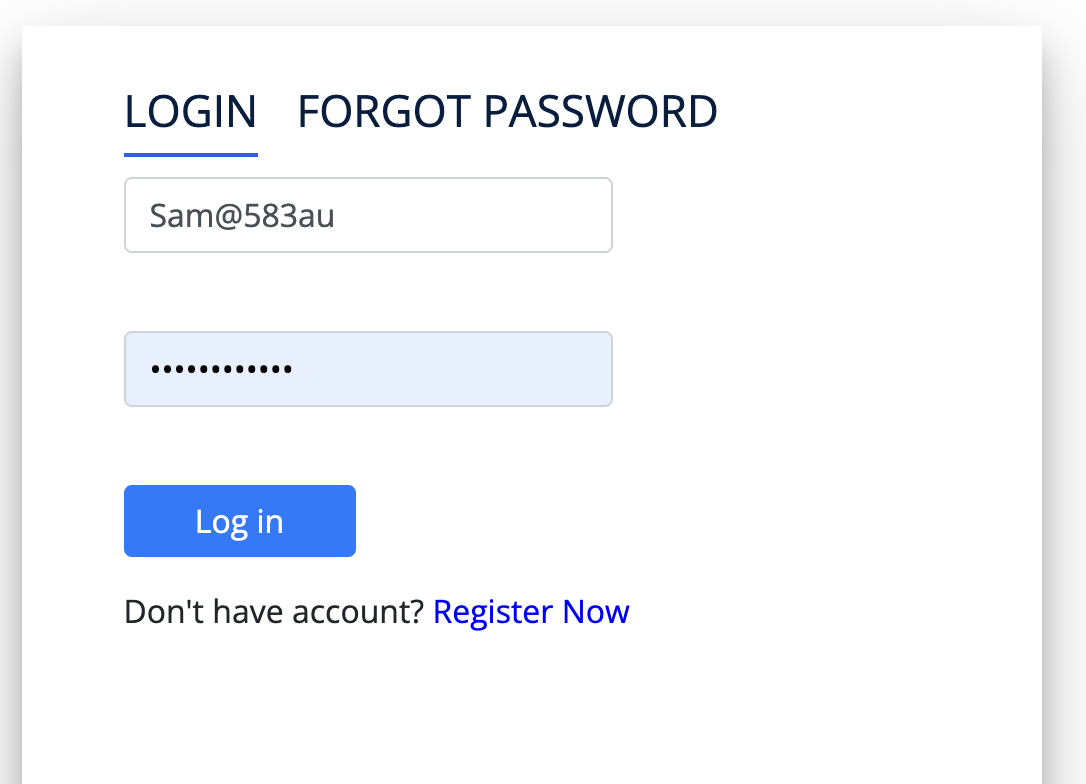 LOGIN FORGOT PASSWORD
Sam@583au
••••••••••••
Log in
Don't have account? Register Now